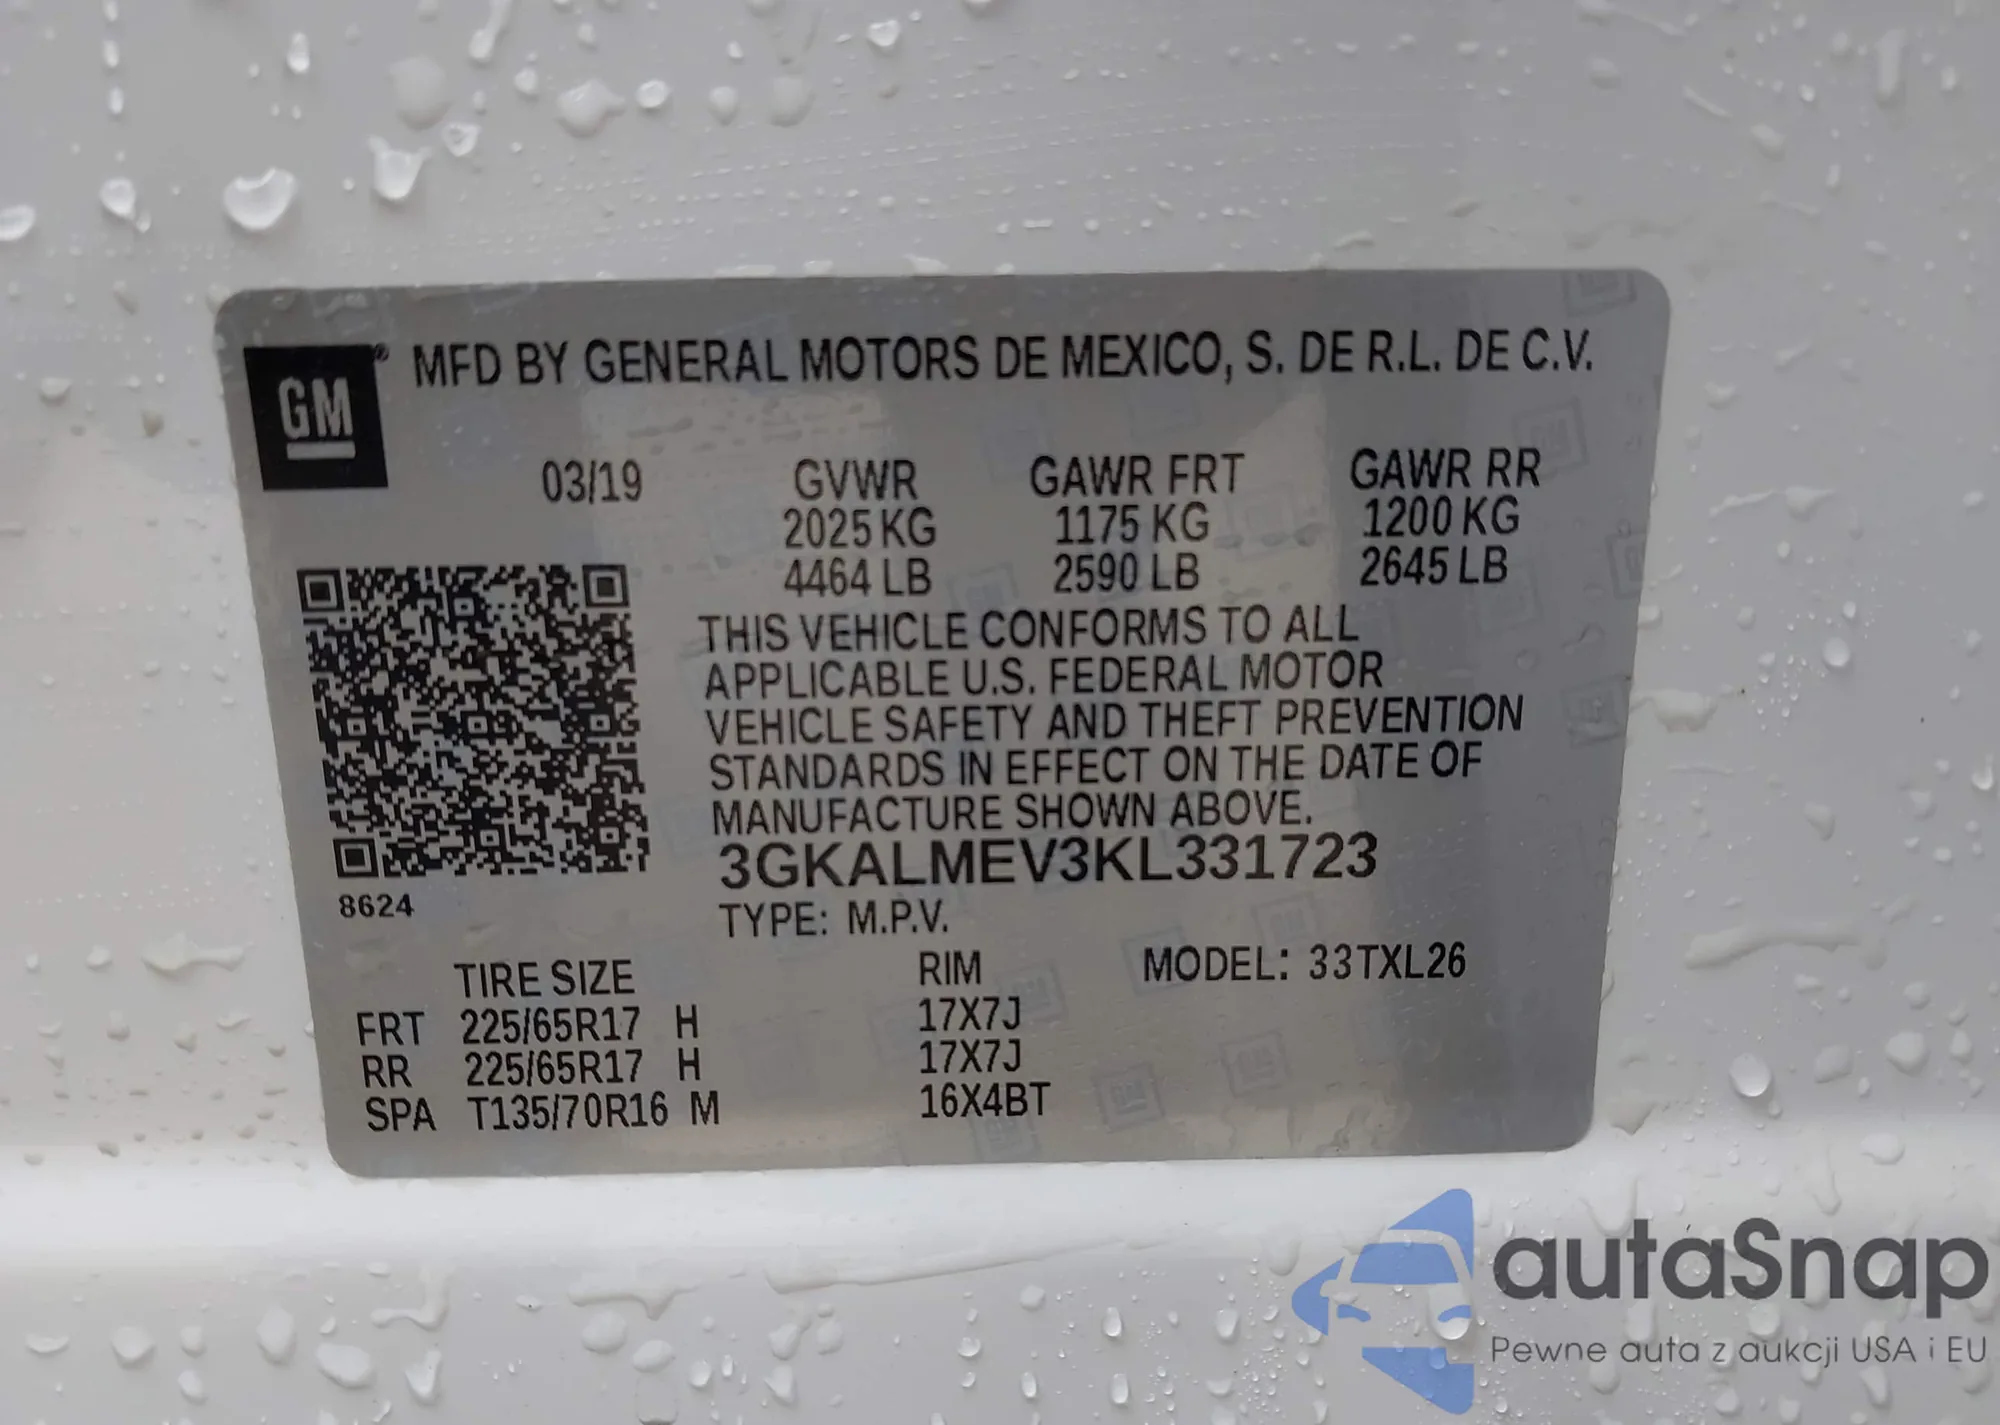 GM ® MFD BY GENERAL MOTORS DE MEXICO, S. DE R.L. DE C.V.
03/19 GVWR GAWR FRT GAWR RR
2025 KG 1175 KG 1200 KG
4464 LB 2590 LB 2645 LB
THIS VEHICLE CONFORMS TO ALL
APPLICABLE U.S. FEDERAL MOTOR
VEHICLE SAFETY AND THEFT PREVENTION
STANDARDS IN EFFECT ON THE DATE OF
MANUFACTURE SHOWN ABOVE.
3GKALMEV3KL331723
8624
TYPE: M.P.V.
TIRE SIZE RIM MODEL: 33TXL26
FRT 225/65R17 H 17X7J
RR 225/65R17 H 17X7J
SPA T135/70R16 M 16X4BT
autaSnap
Pewne auta z aukcji USA i EU